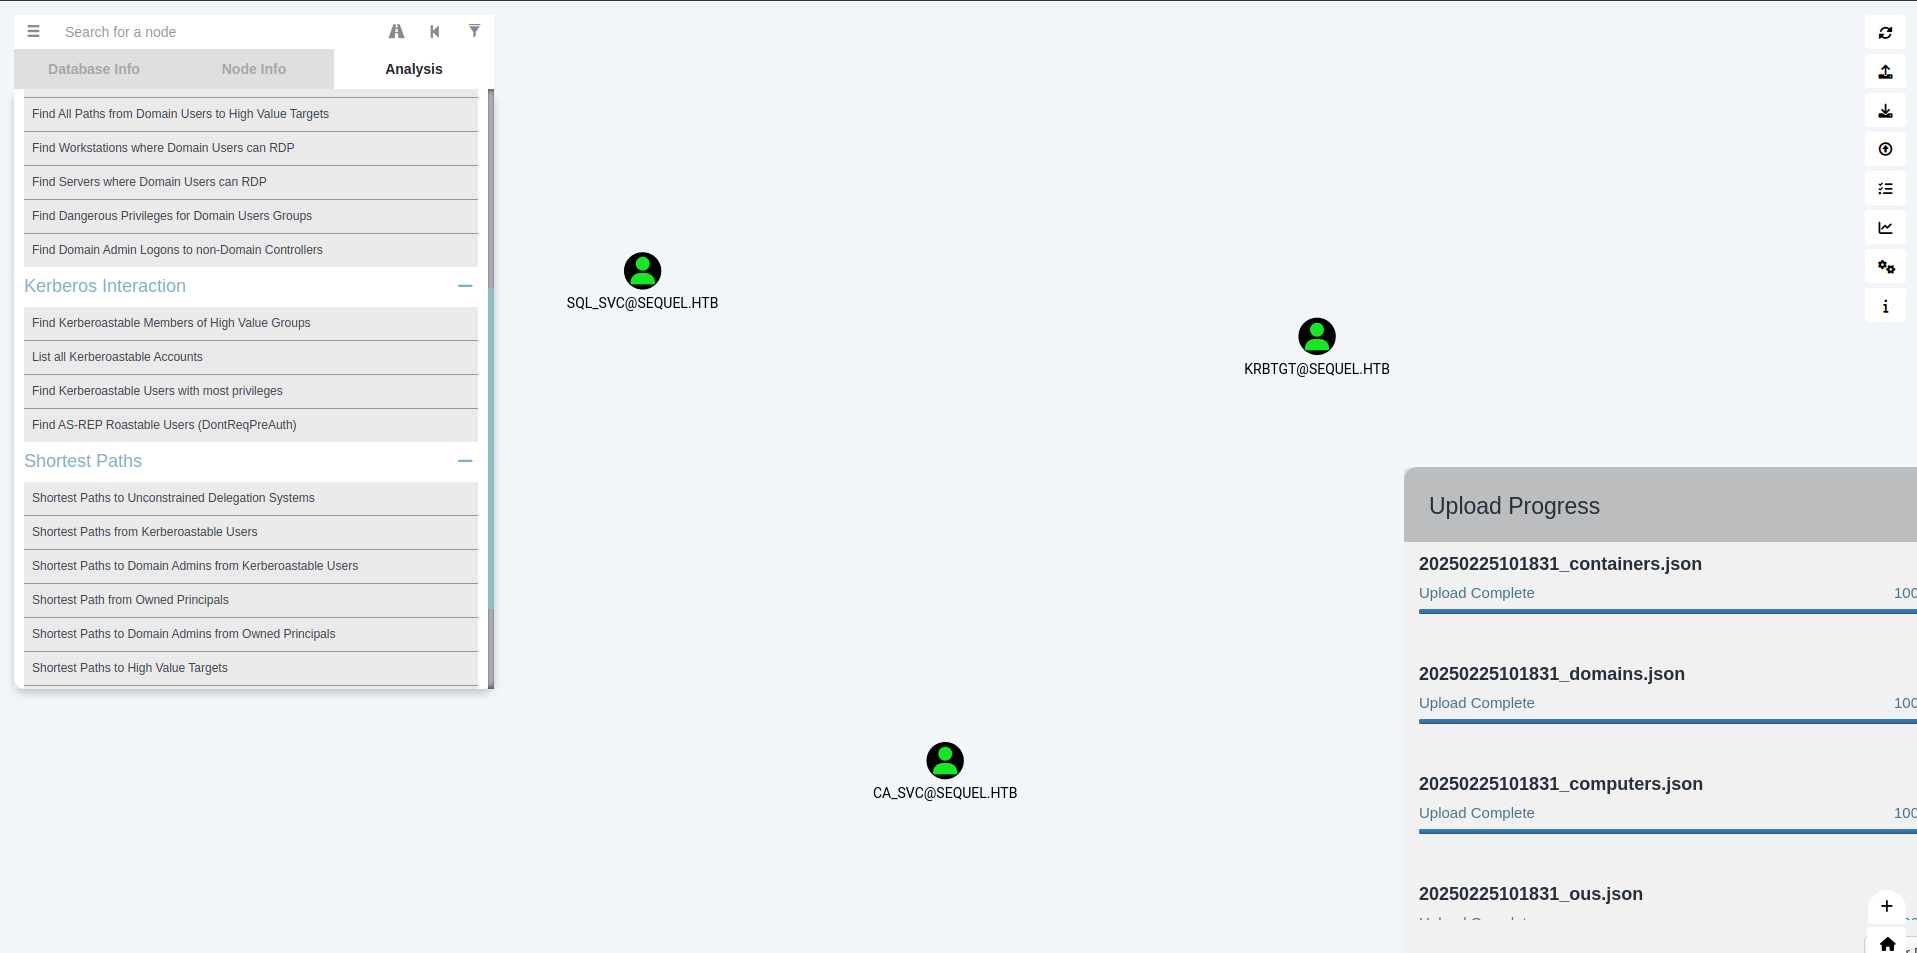 Search for a node
Database Info
Node Info
Analysis
Find All Paths from Domain Users to High Value Targets
Find Workstations where Domain Users can RDP
Find Servers where Domain Users can RDP
Find Dangerous Privileges for Domain Users Groups
Find Domain Admin Logons to non-Domain Controllers
Kerberos Interaction
Find Kerberoastable Members of High Value Groups
List all Kerberoastable Accounts
Find Kerberoastable Users with most privileges
Find AS-REP Roastable Users (DontReqPreAuth)
Shortest Paths
Shortest Paths to Unconstrained Delegation Systems
Shortest Paths from Kerberoastable Users
Shortest Paths to Domain Admins from Kerberoastable Users
Shortest Path from Owned Principals
Shortest Paths to Domain Admins from Owned Principals
Shortest Paths to High Value Targets
SQL_SVC@SEQUEL.HTB
KRBTGT@SEQUEL.HTB
CA_SVC@SEQUEL.HTB
Upload Progress
20250225101831_containers.json
Upload Complete 100
20250225101831_domains.json
Upload Complete 100
20250225101831_computers.json
Upload Complete 100
20250225101831_ous.json